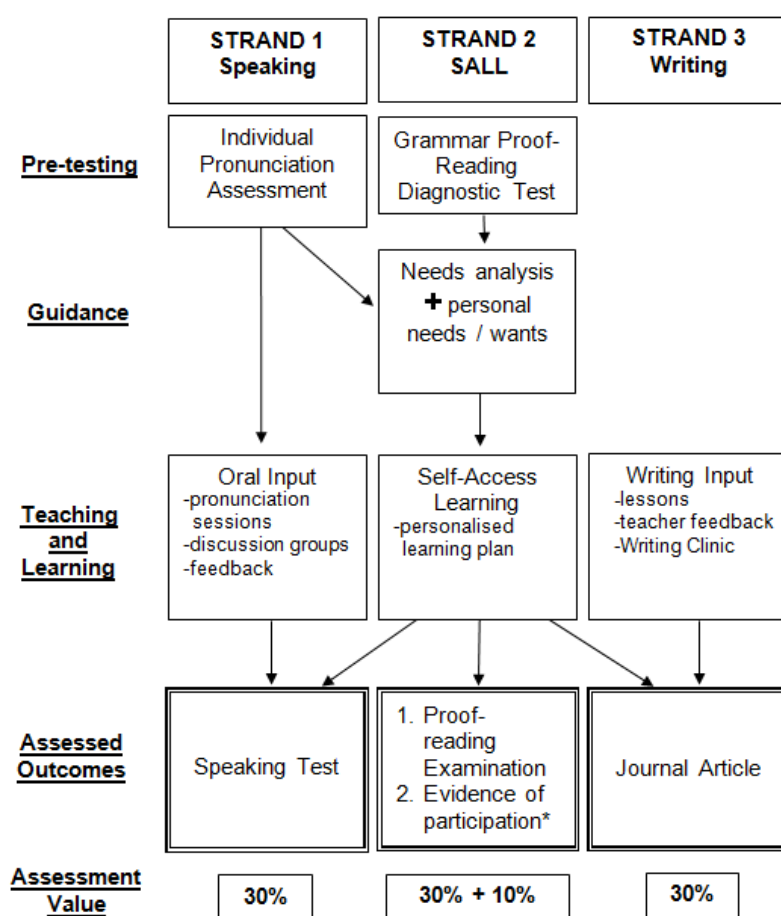 STRAND 1
Speaking
STRAND 2
SALL
STRAND 3
Writing
Pre-testing
Individual
Pronunciation
Assessment
Grammar Proof-
Reading
Diagnostic Test
Guidance
Needs analysis
+ personal
needs / wants
Teaching
and
Learning
Oral Input
-pronunciation
sessions
-discussion groups
-feedback
Self-Access
Learning
-personalised
learning plan
Writing Input
-lessons
-teacher feedback
-Writing Clinic
Assessed
Outcomes
Speaking Test
1. Proof-
reading
Examination
2. Evidence of
participation*
Journal Article
Assessment
Value
30%
30% + 10%
30%